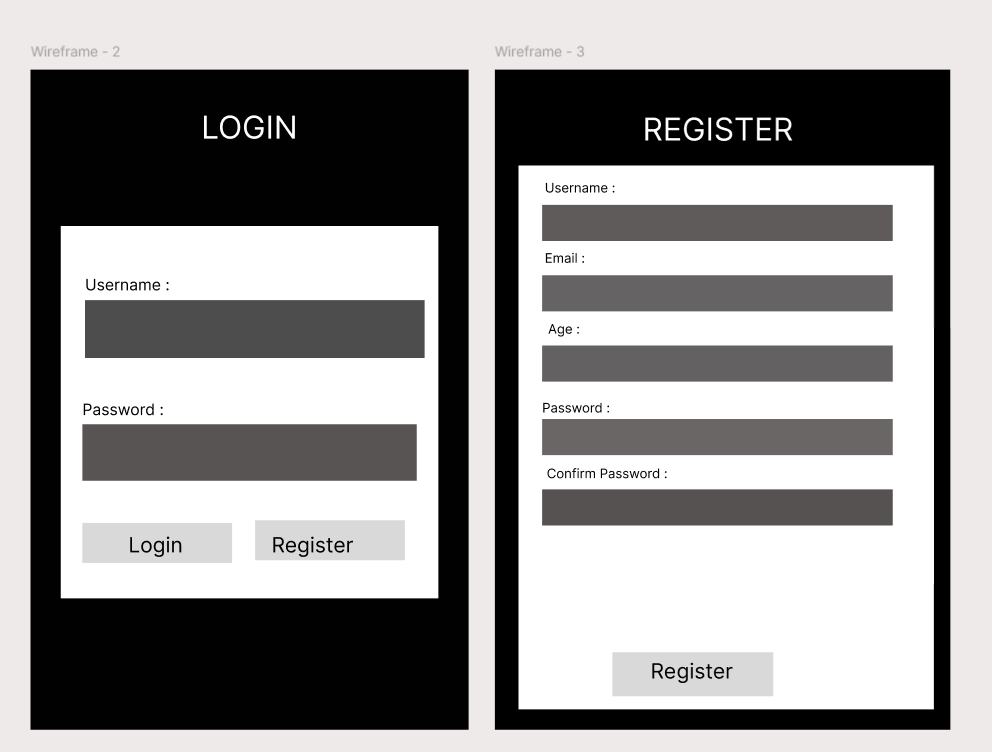 Wireframe - 2
LOGIN
Username :
Password :
Login
Register
Wireframe - 3
REGISTER
Username :
Email :
Age :
Password :
Confirm Password :
Register